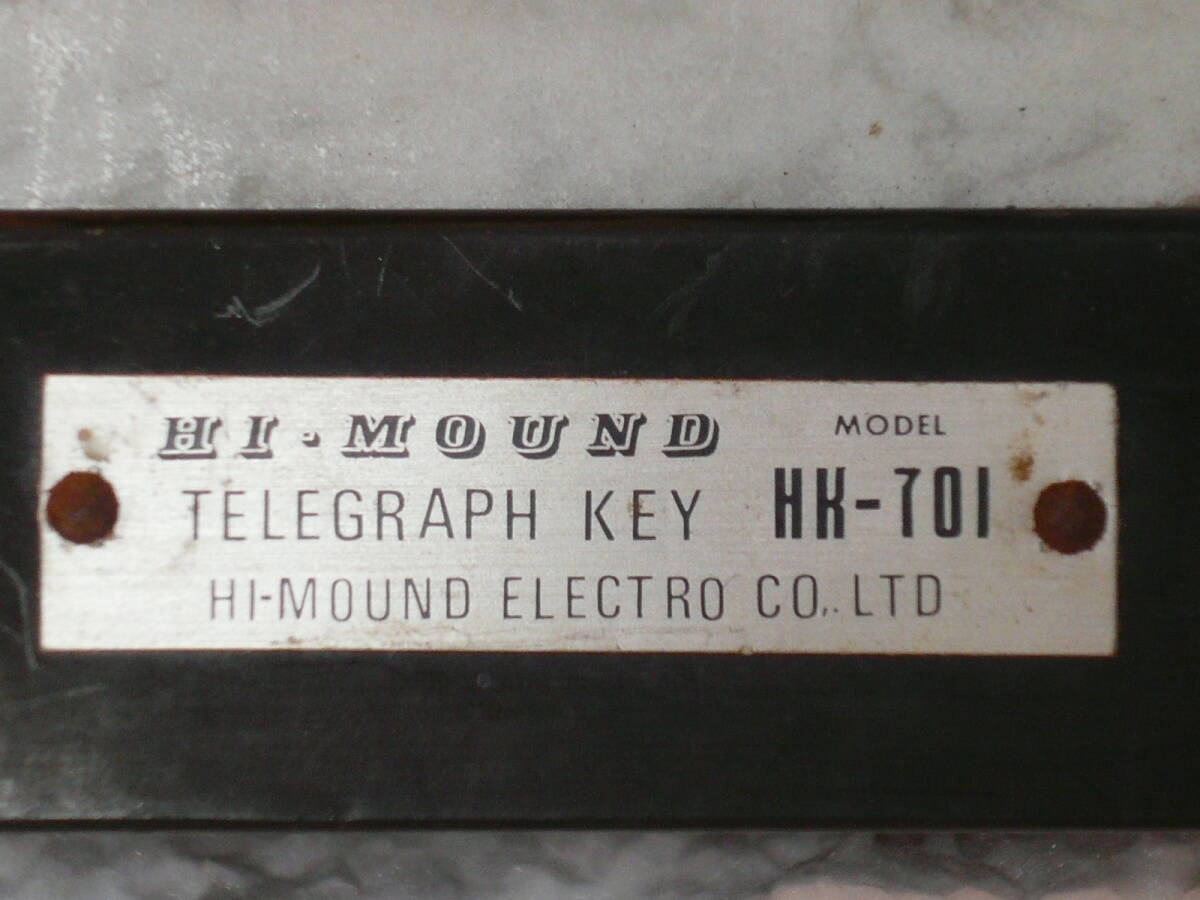 HI-MOUND MODEL
TELEGRAPH KEY HK-701
HI-MOUND ELECTRO CO,.LTD